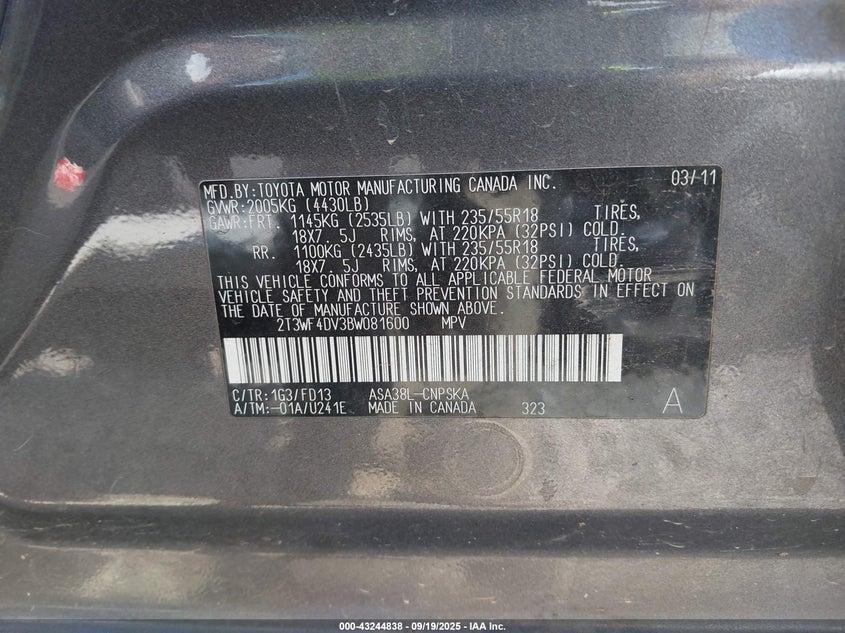 MFD.BY:TOYOTA MOTOR MANUFACTURING CANADA INC. 03/11
GVWR:2005KG (4430LB)
GAWR:FRT. 1145KG (2535LB) WITH 235/55R18 TIRES,
18X7.5J RIMS, AT 220KPA (32PSI) COLD.
RR. 1100KG (2435LB) WITH 235/55R18 TIRES,
18X7.5J RIMS, AT 220KPA (32PSI) COLD.
THIS VEHICLE CONFORMS TO ALL APPLICABLE FEDERAL MOTOR
VEHICLE SAFETY AND THEFT PREVENTION STANDARDS IN EFFECT ON
THE DATE OF MANUFACTURE SHOWN ABOVE.
2T3WF4DV3BW081600 MPV
C/TR:1G3/FD13 ASA38L-CNPSKA
A/TM:-01A/U241E MADE IN CANADA 323 A
000-43244838 - 09/19/2025 - IAA Inc.